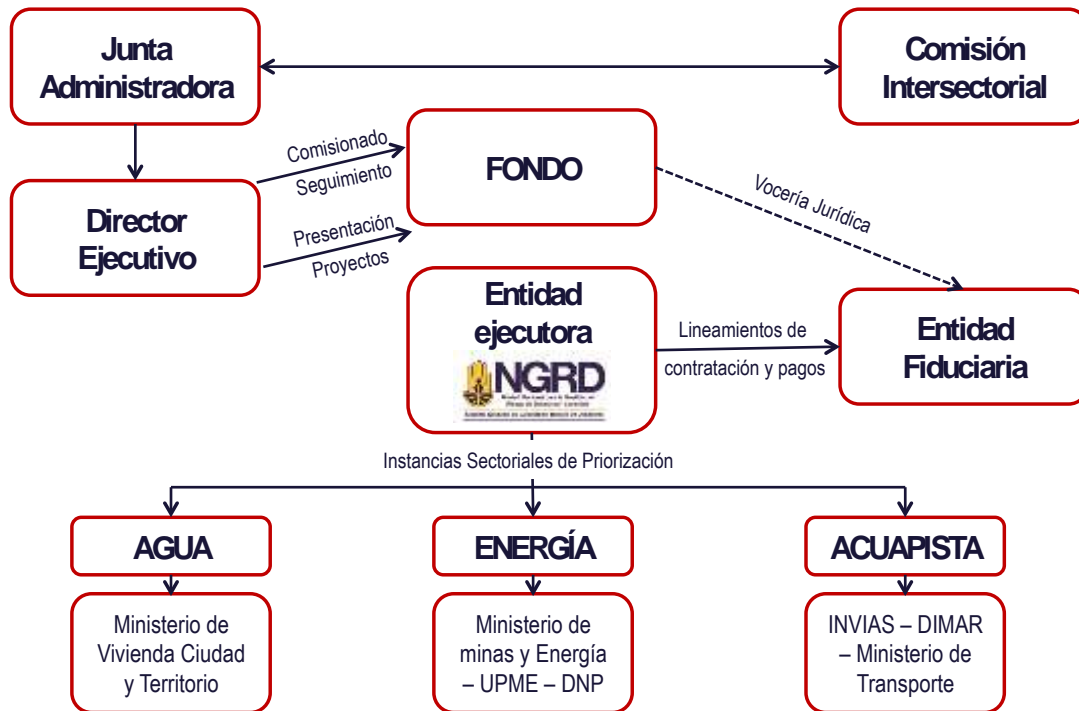 Junta
Administradora
Comisión
Intersectorial
Comisionado
Seguimiento
FONDO
Director
Ejecutivo
Presentación
Proyectos
Vocería Jurídica
Entidad
ejecutora
NGRD
Lineamientos de
contratación y pagos
Entidad
Fiduciaria
Instancias Sectoriales de Priorización
AGUA
ENERGÍA
ACUAPISTA
Ministerio de
Vivienda Ciudad
y Territorio
Ministerio de
minas y Energía
– UPME – DNP
INVIAS – DIMAR
– Ministerio de
Transporte